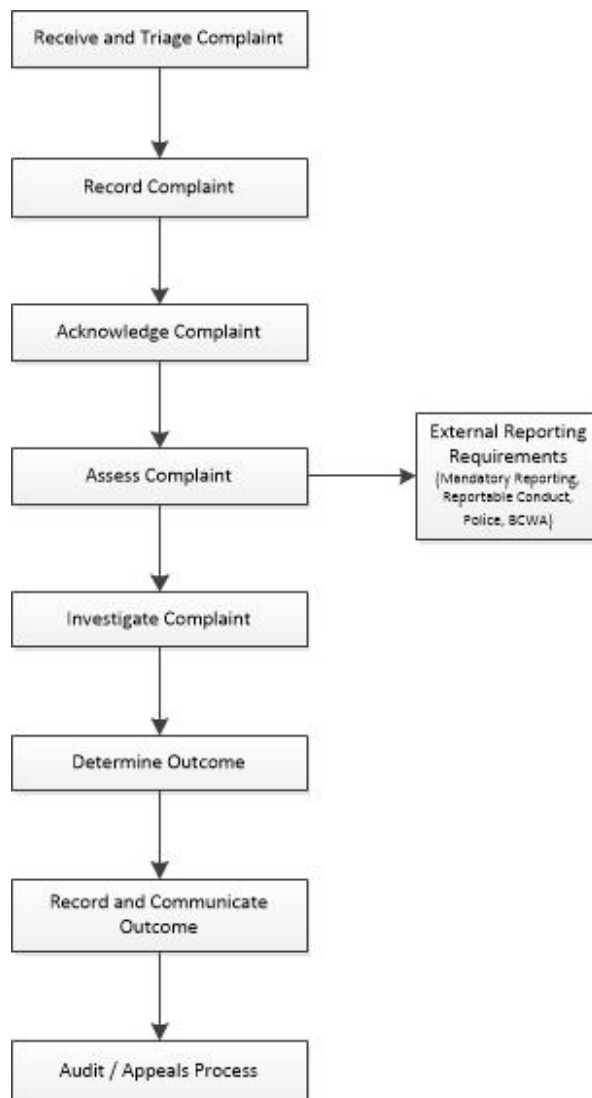 Receive and Triage Complaint
Record Complaint
Acknowledge Complaint
Assess Complaint
External Reporting
Requirements
(Mandatory Reporting,
Reportable Conduct,
Police, BCWA)
Investigate Complaint
Determine Outcome
Record and Communicate
Outcome
Audit / Appeals Process